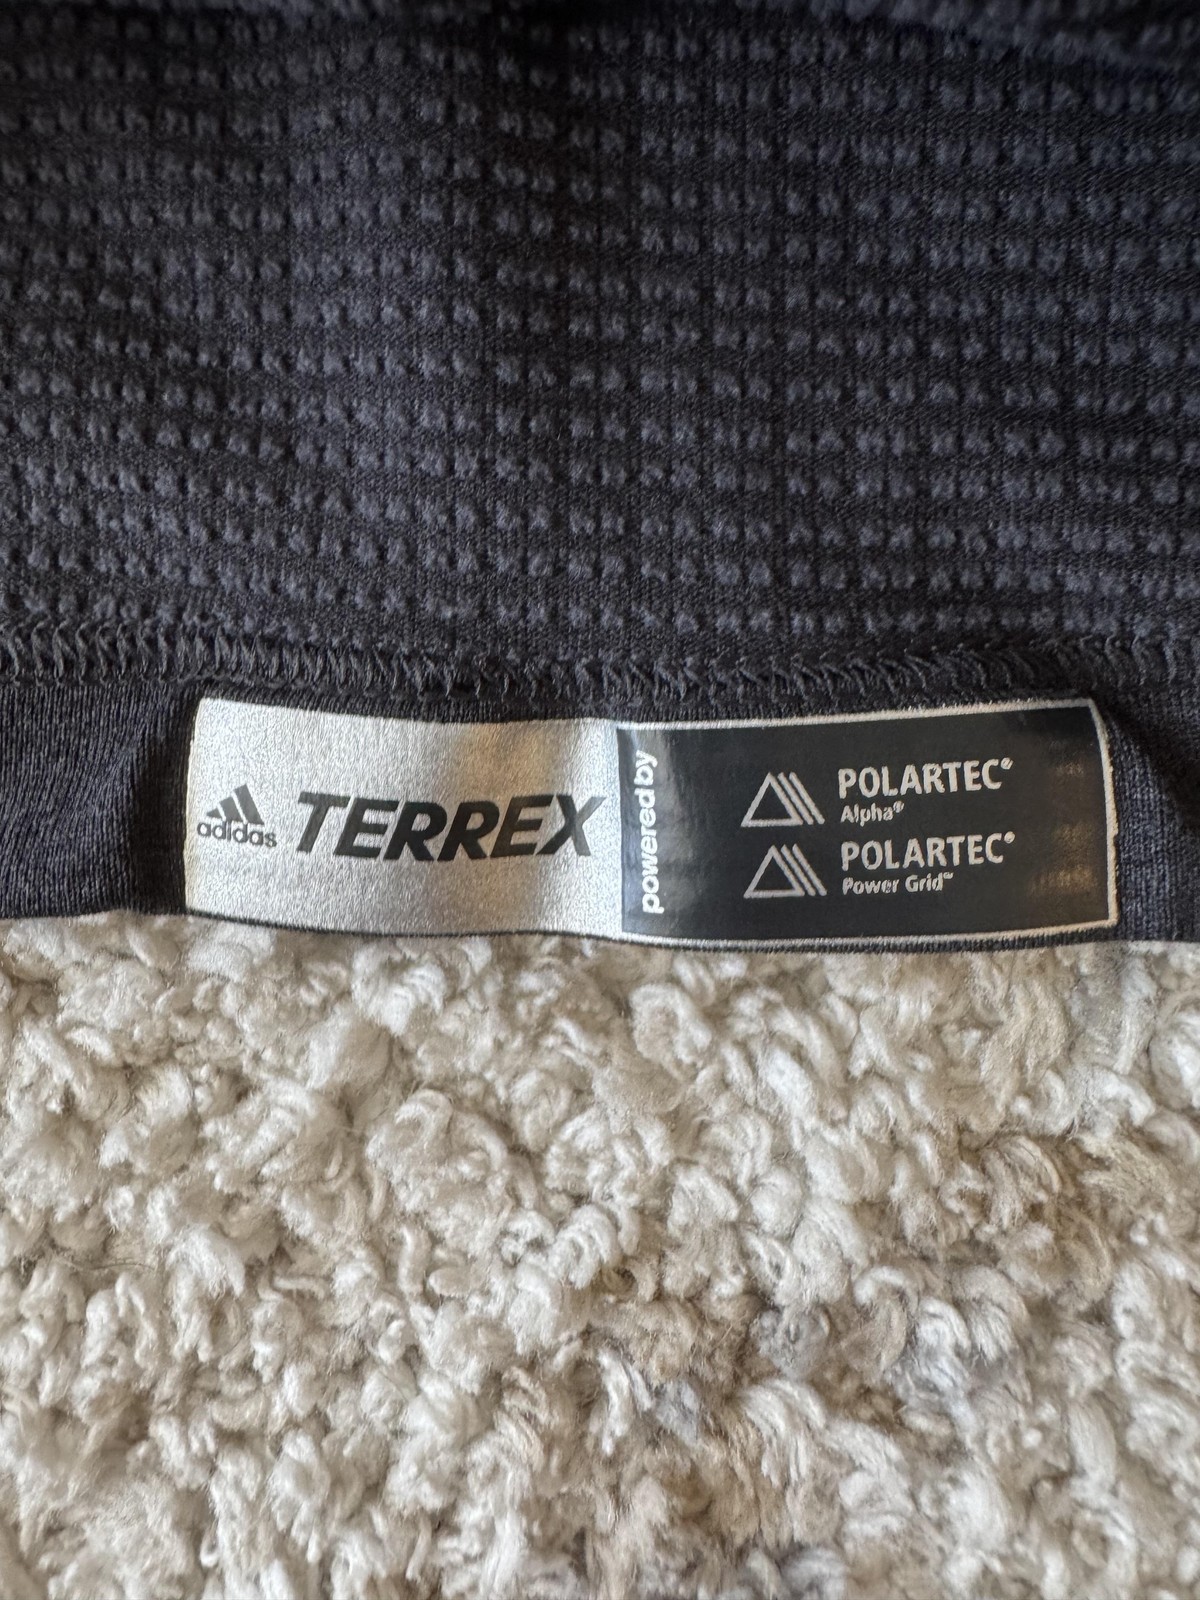 adidas TERREX
powered by
POLARTEC®
Alpha®
POLARTEC®
Power Grid™